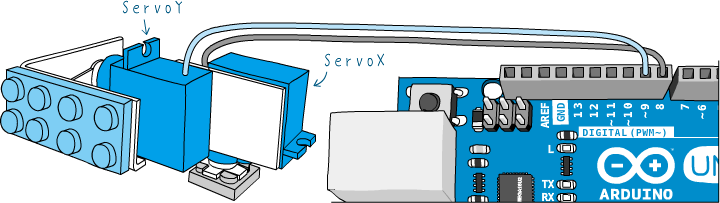 ServoY
ServoX
AREF
GND
13
12
~11
~10
~9
8
7
~6
DIGITAL (PWM~)
L
TX
RX
UN
ARDUINO